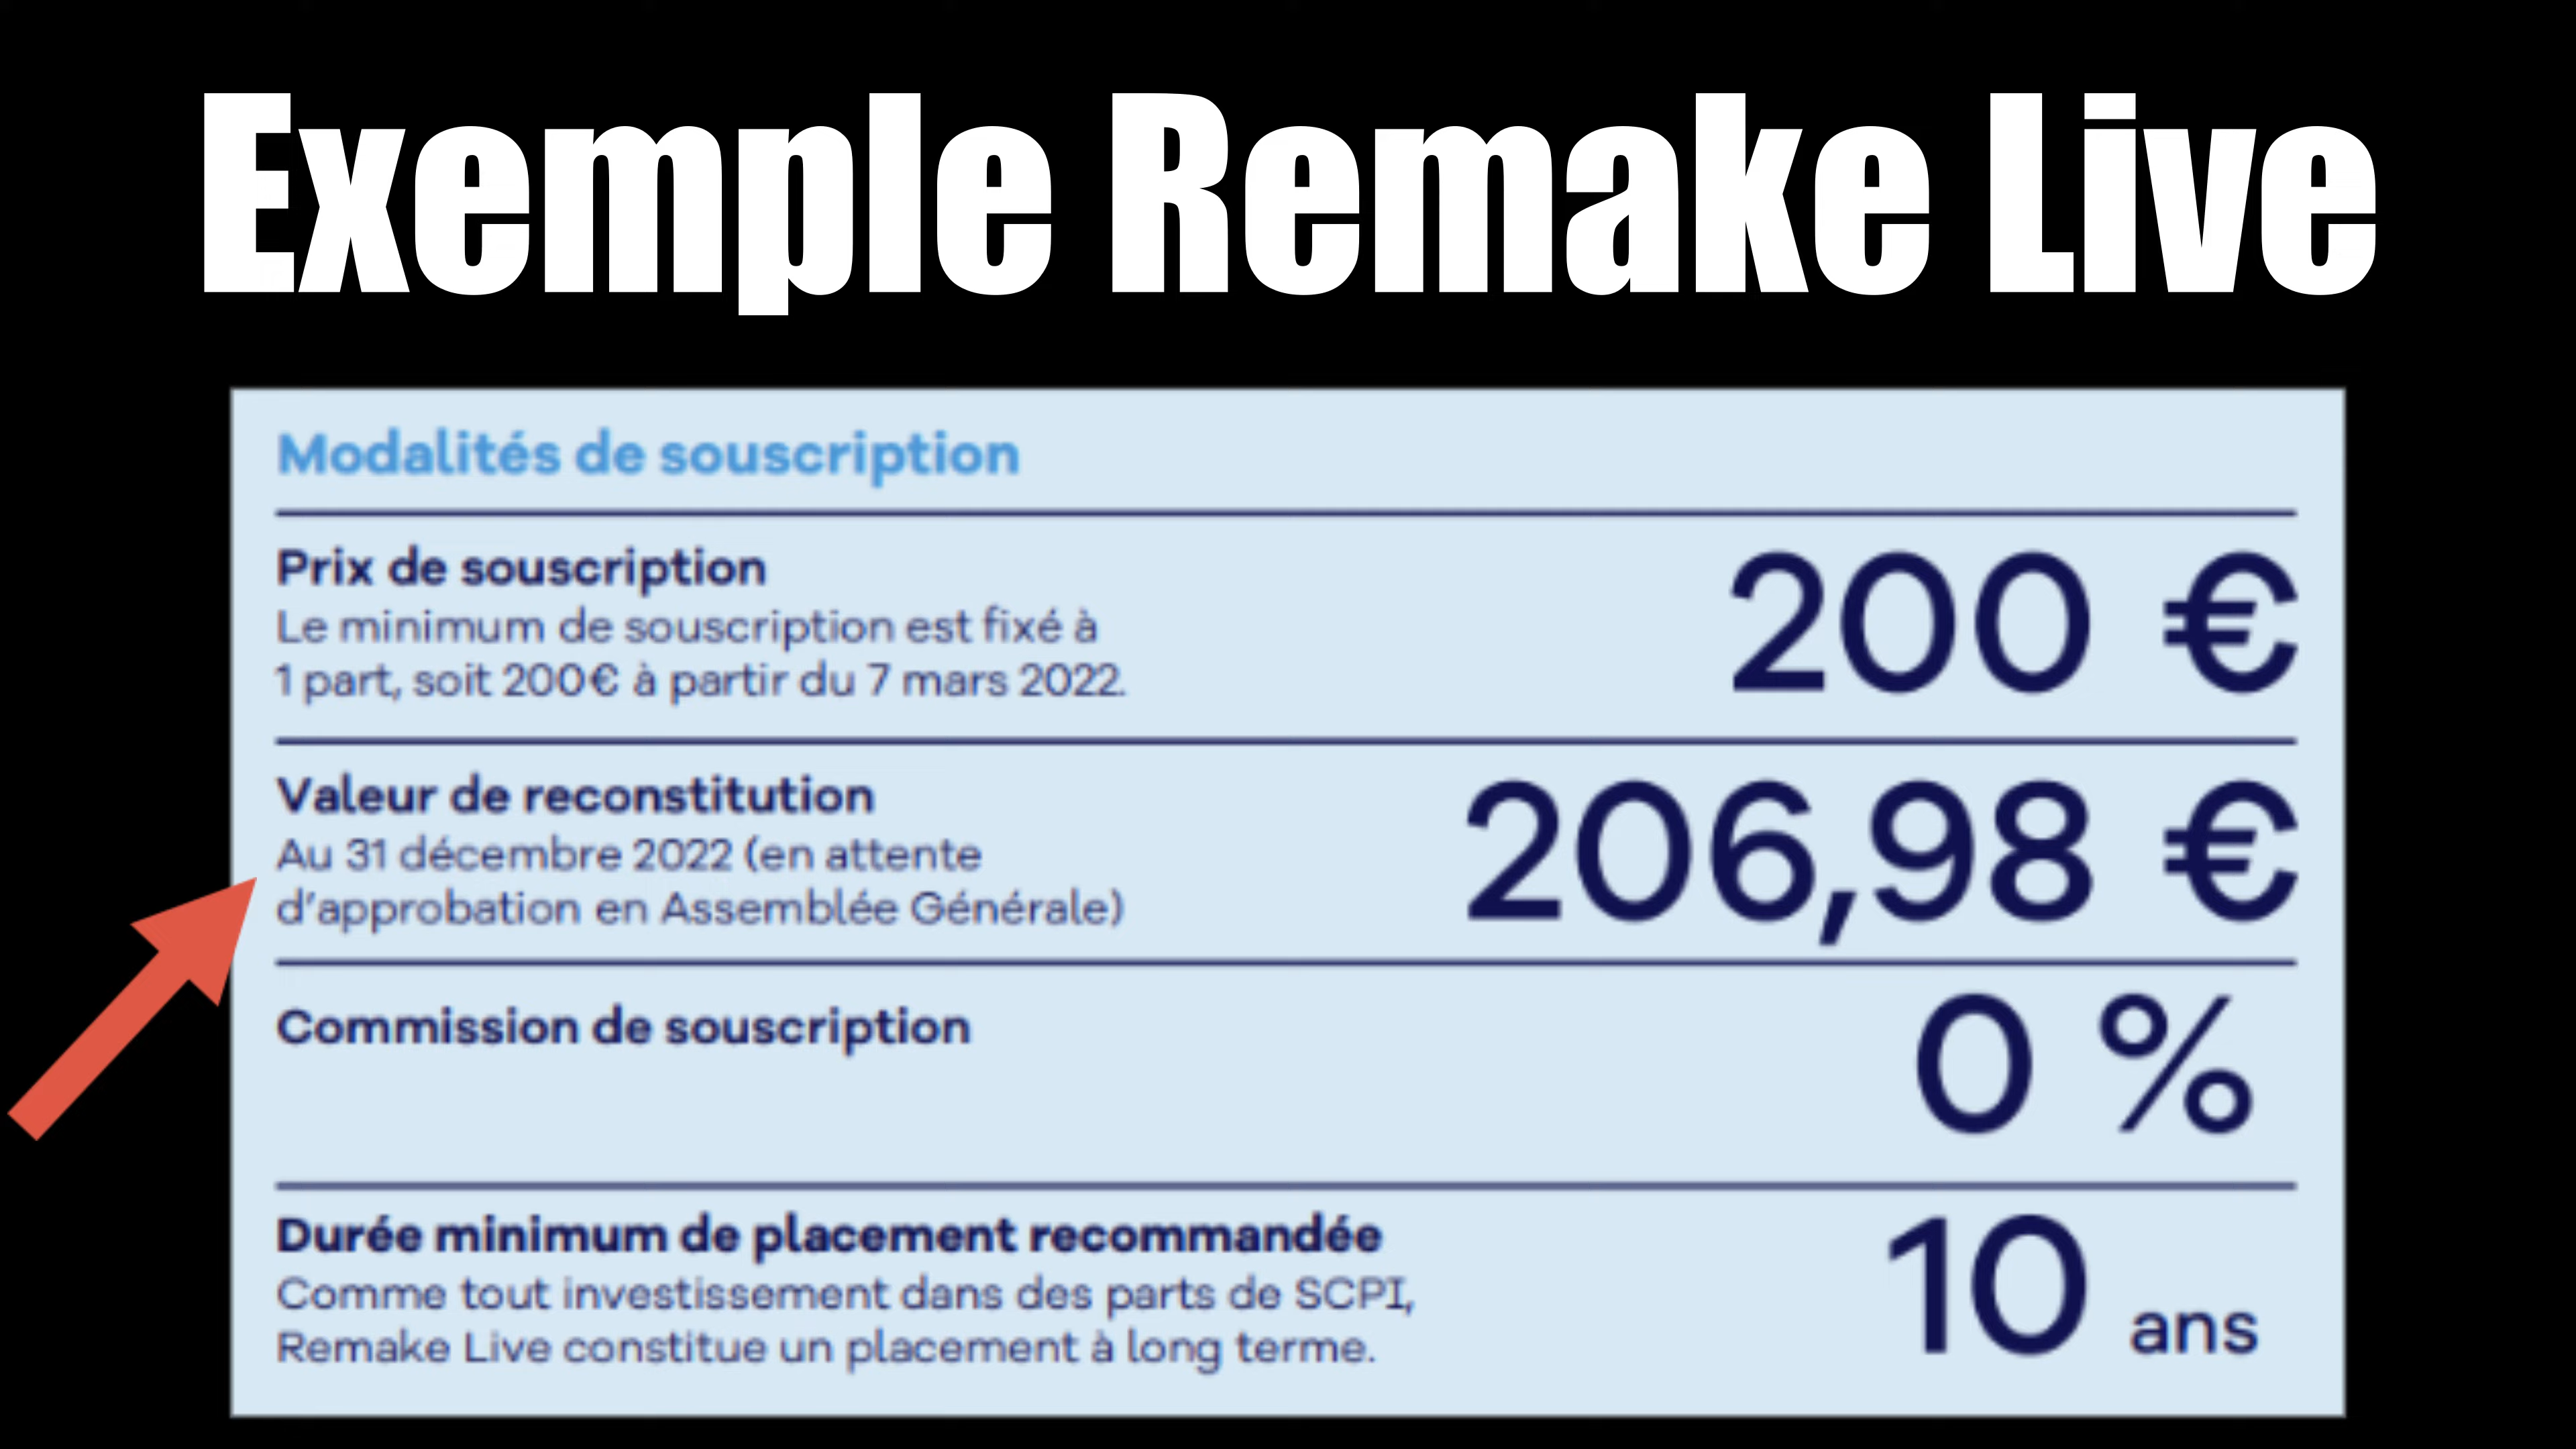 Exemple Remake Live
Modalités de souscription
Prix de souscription
Le minimum de souscription est fixé à
1 part, soit 200€ à partir du 7 mars 2022.
200 €
Valeur de reconstitution
Au 31 décembre 2022 (en attente
d'approbation en Assemblée Générale)
206,98 €
Commission de souscription
0 %
Durée minimum de placement recommandée
Comme tout investissement dans des parts de SCPI,
Remake Live constitue un placement à long terme.
10 ans